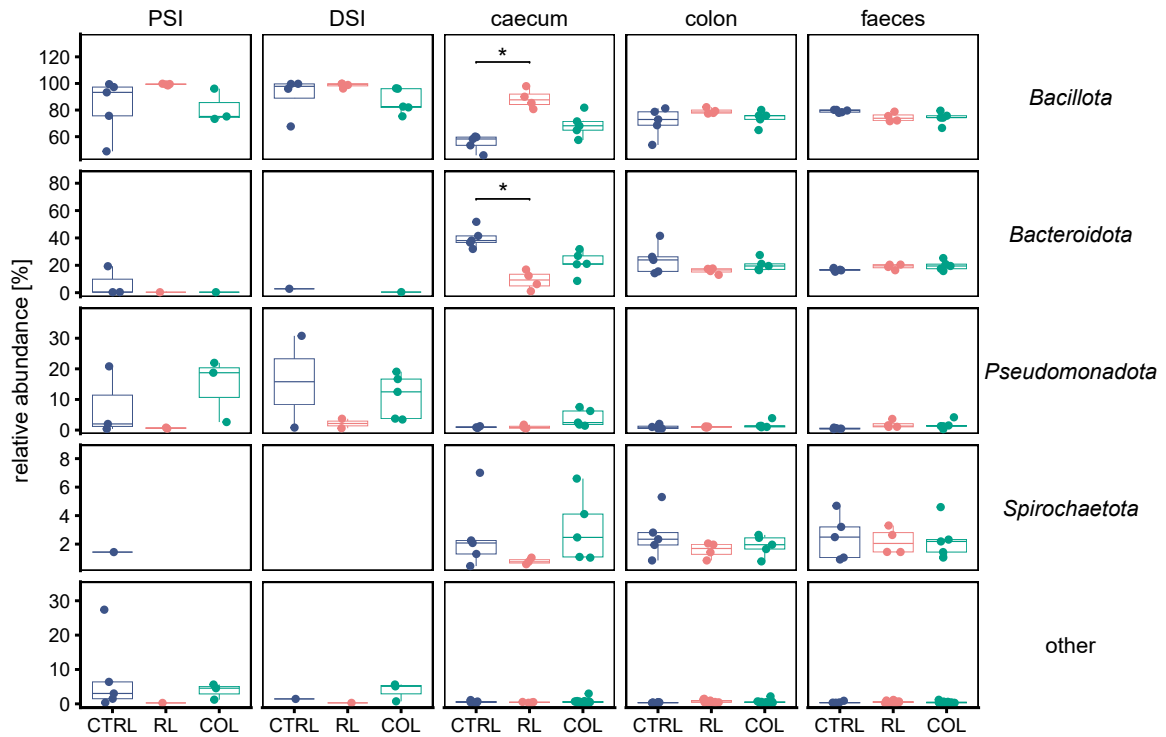 PSI DSI caecum colon faeces
120
100
80
60
*
Bacillota
80
60
40
20
0
*
Bacteroidota
30
20
10
0
Pseudomonadota
8
6
4
2
Spirochaetota
30
20
10
0
other
relative abundance [%]
CTRL RL COL CTRL RL COL CTRL RL COL CTRL RL COL CTRL RL COL